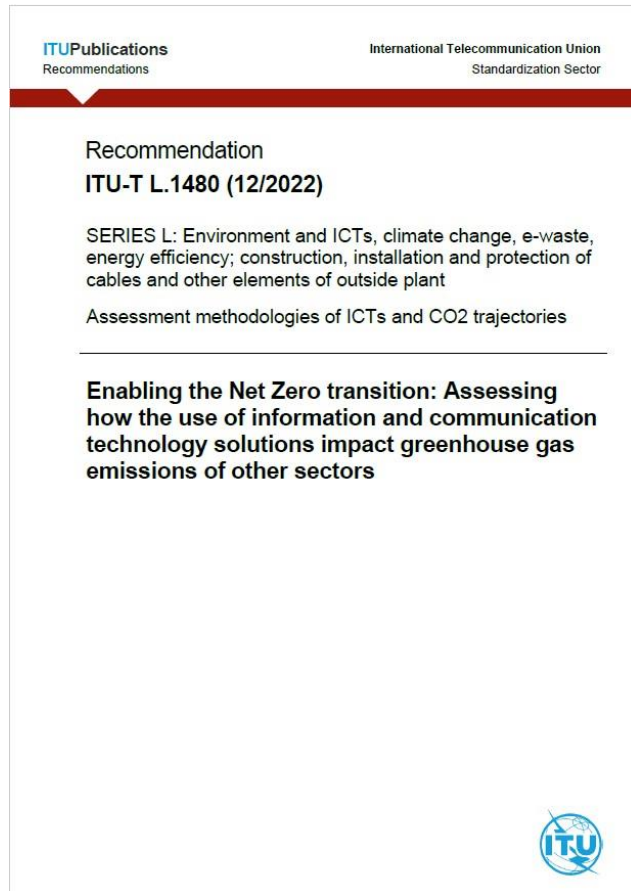 ITUPublications
International Telecommunication Union
Recommendations
Standardization Sector
Recommendation
ITU-T L.1480 (12/2022)
SERIES L: Environment and ICTs, climate change, e-waste,
energy efficiency; construction, installation and protection of
cables and other elements of outside plant
Assessment methodologies of ICTs and CO2 trajectories
Enabling the Net Zero transition: Assessing
how the use of information and communication
technology solutions impact greenhouse gas
emissions of other sectors
ITU